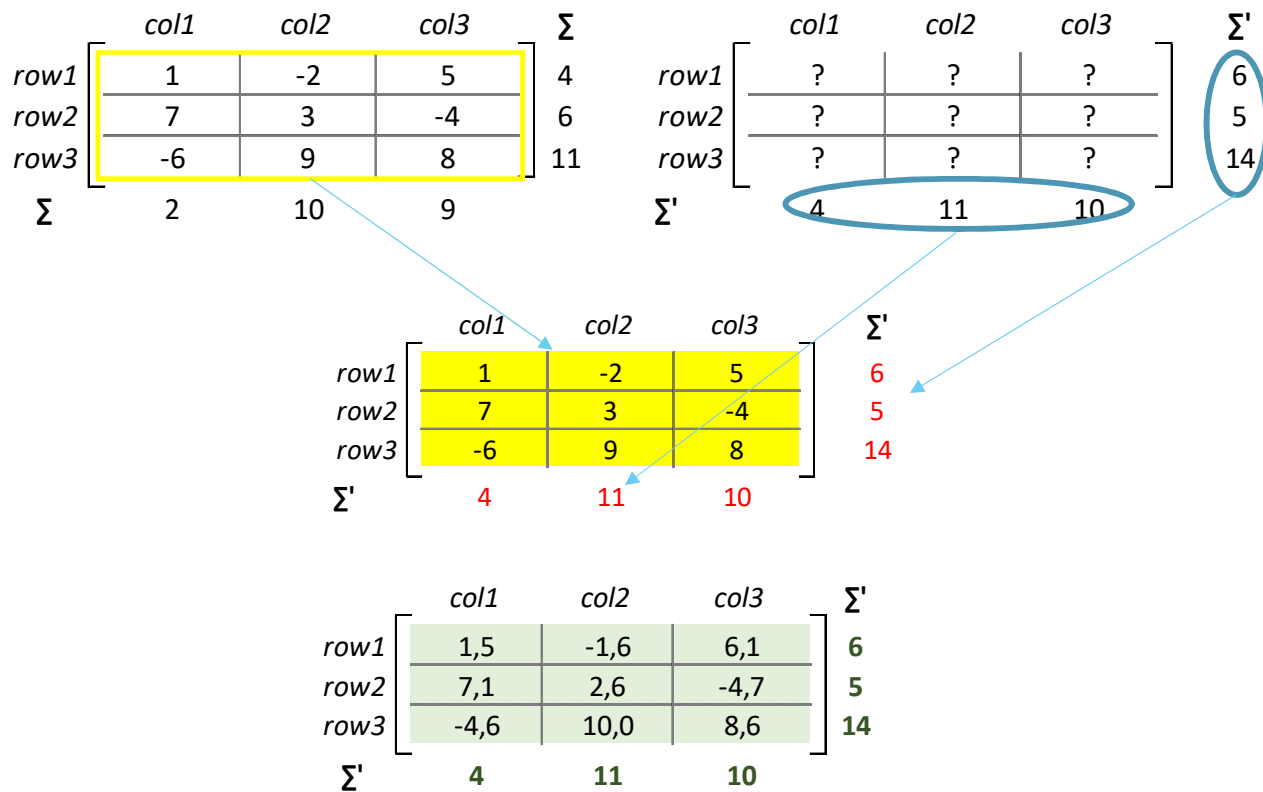 col1 col2 col3 Σ
row1 1 -2 5 4
row2 7 3 -4 6
row3 -6 9 8 11
Σ 2 10 9
col1 col2 col3 Σ'
row1 ? ? ? 6
row2 ? ? ? 5
row3 ? ? ? 14
Σ' 4 11 10
col1 col2 col3 Σ'
row1 1 -2 5 6
row2 7 3 -4 5
row3 -6 9 8 14
Σ' 4 11 10
col1 col2 col3 Σ'
row1 1,5 -1,6 6,1 6
row2 7,1 2,6 -4,7 5
row3 -4,6 10,0 8,6 14
Σ' 4 11 10